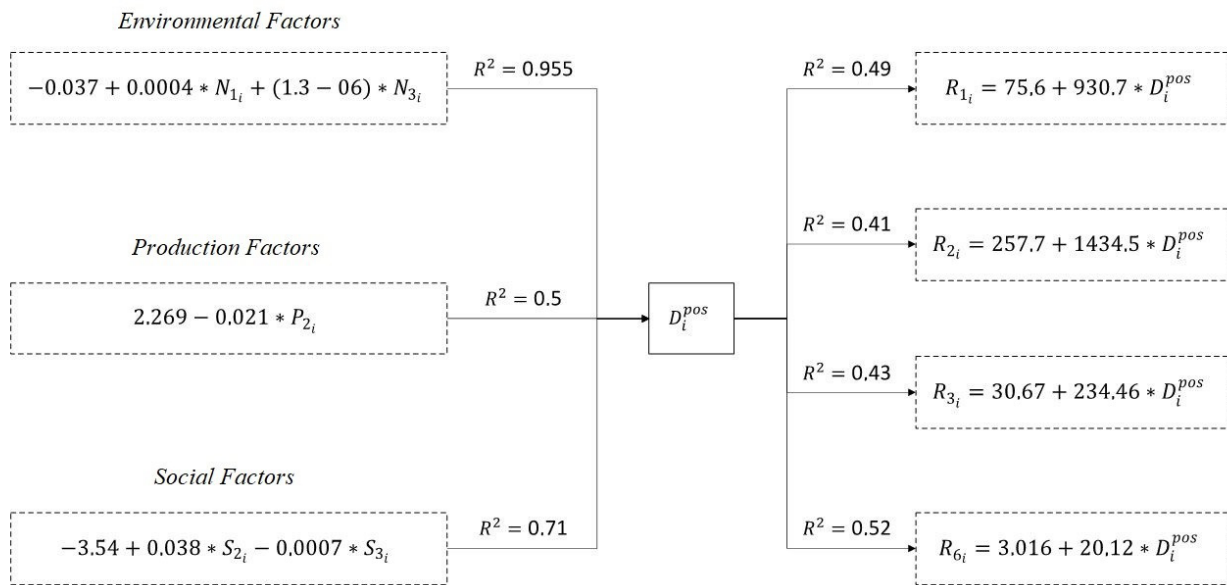 Environmental Factors
−0.037 + 0.0004 ∗ N₁ᵢ + (1.3 − 06) ∗ N₃ᵢ
R² = 0.955
Production Factors
2.269 − 0.021 ∗ P₂ᵢ
R² = 0.5
Social Factors
−3.54 + 0.038 ∗ S₂ᵢ − 0.0007 ∗ S₃ᵢ
R² = 0.71
Dᵢᵖᵒˢ
R² = 0.49
R₁ᵢ = 75.6 + 930.7 ∗ Dᵢᵖᵒˢ
R² = 0.41
R₂ᵢ = 257.7 + 1434.5 ∗ Dᵢᵖᵒˢ
R² = 0.43
R₃ᵢ = 30.67 + 234.46 ∗ Dᵢᵖᵒˢ
R² = 0.52
R₆ᵢ = 3.016 + 20.12 ∗ Dᵢᵖᵒˢ